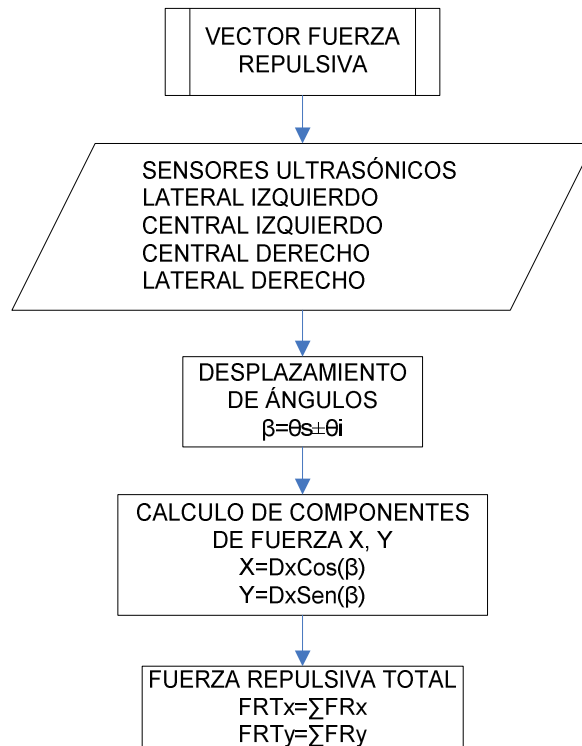 VECTOR FUERZA
REPULSIVA
SENSORES ULTRASÓNICOS
LATERAL IZQUIERDO
CENTRAL IZQUIERDO
CENTRAL DERECHO
LATERAL DERECHO
DESPLAZAMIENTO
DE ÁNGULOS
β=θs±θi
CALCULO DE COMPONENTES
DE FUERZA X, Y
X=DxCos(β)
Y=DxSen(β)
FUERZA REPULSIVA TOTAL
FRTx=∑FRx
FRTy=∑FRy